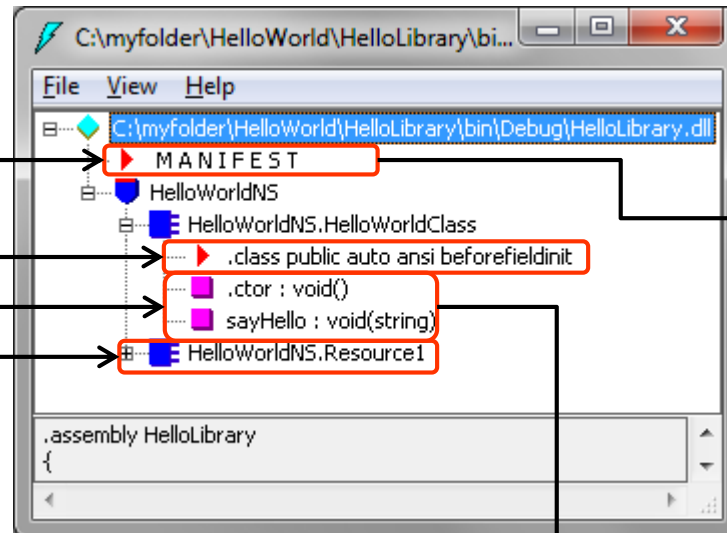 C:\myfolder\HelloWorld\HelloLibrary\bi...
File View Help
C:\myfolder\HelloWorld\HelloLibrary\bin\Debug\HelloLibrary.dll
M A N I F E S T
HelloWorldNS
HelloWorldNS.HelloWorldClass
.class public auto ansi beforefieldinit
.ctor : void()
sayHello : void(string)
HelloWorldNS.Resource1
.assembly HelloLibrary
{